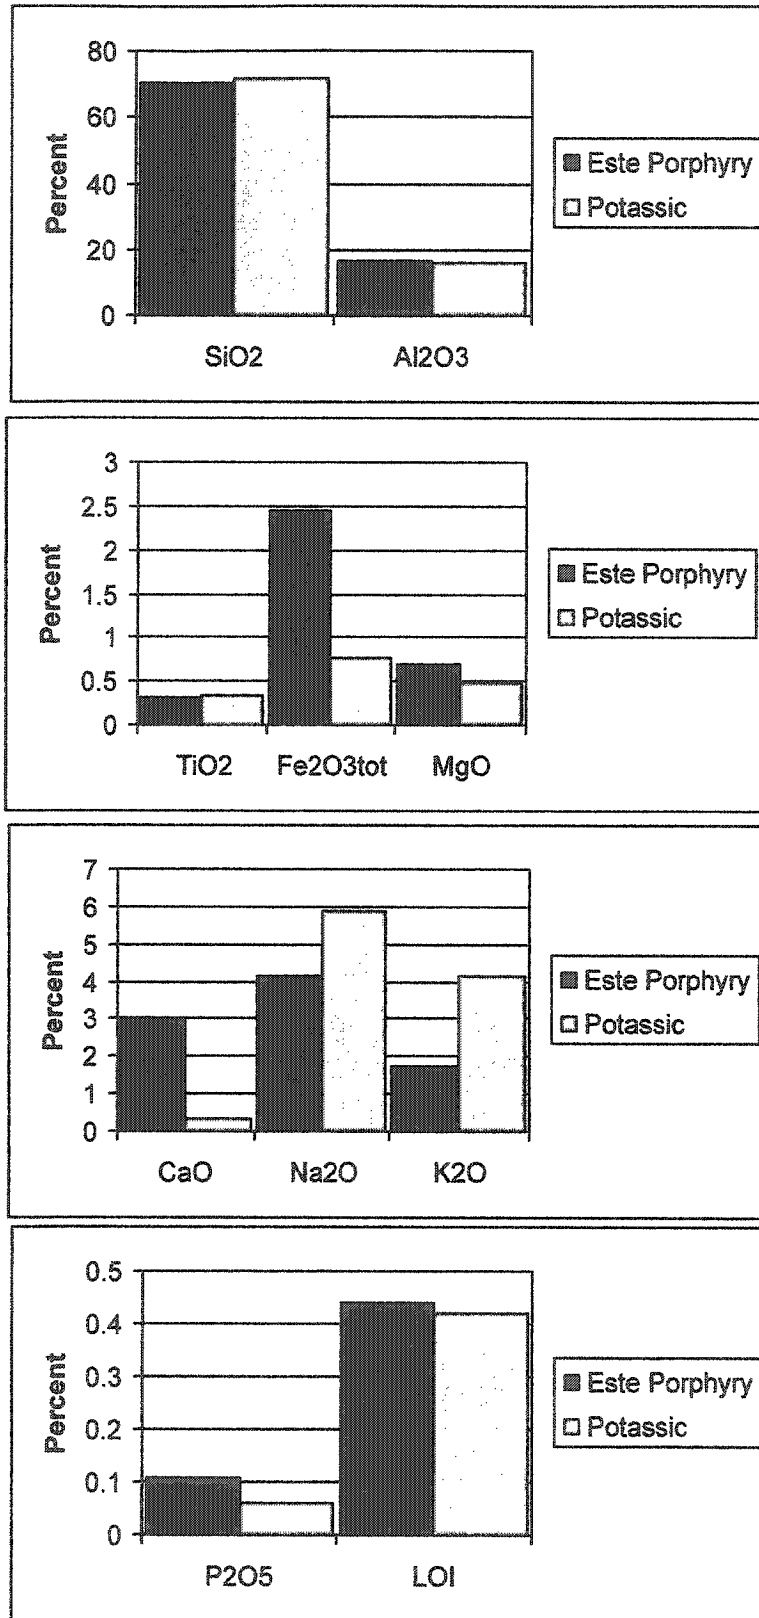 80
60
40
20
0
Percent
SiO2 Al2O3
Este Porphyry
Potassic
3
2.5
2
1.5
1
0.5
0
Percent
TiO2 Fe2O3tot MgO
Este Porphyry
Potassic
7
6
5
4
3
2
1
0
Percent
CaO Na2O K2O
Este Porphyry
Potassic
0.5
0.4
0.3
0.2
0.1
0
Percent
P2O5 LOI
Este Porphyry
Potassic